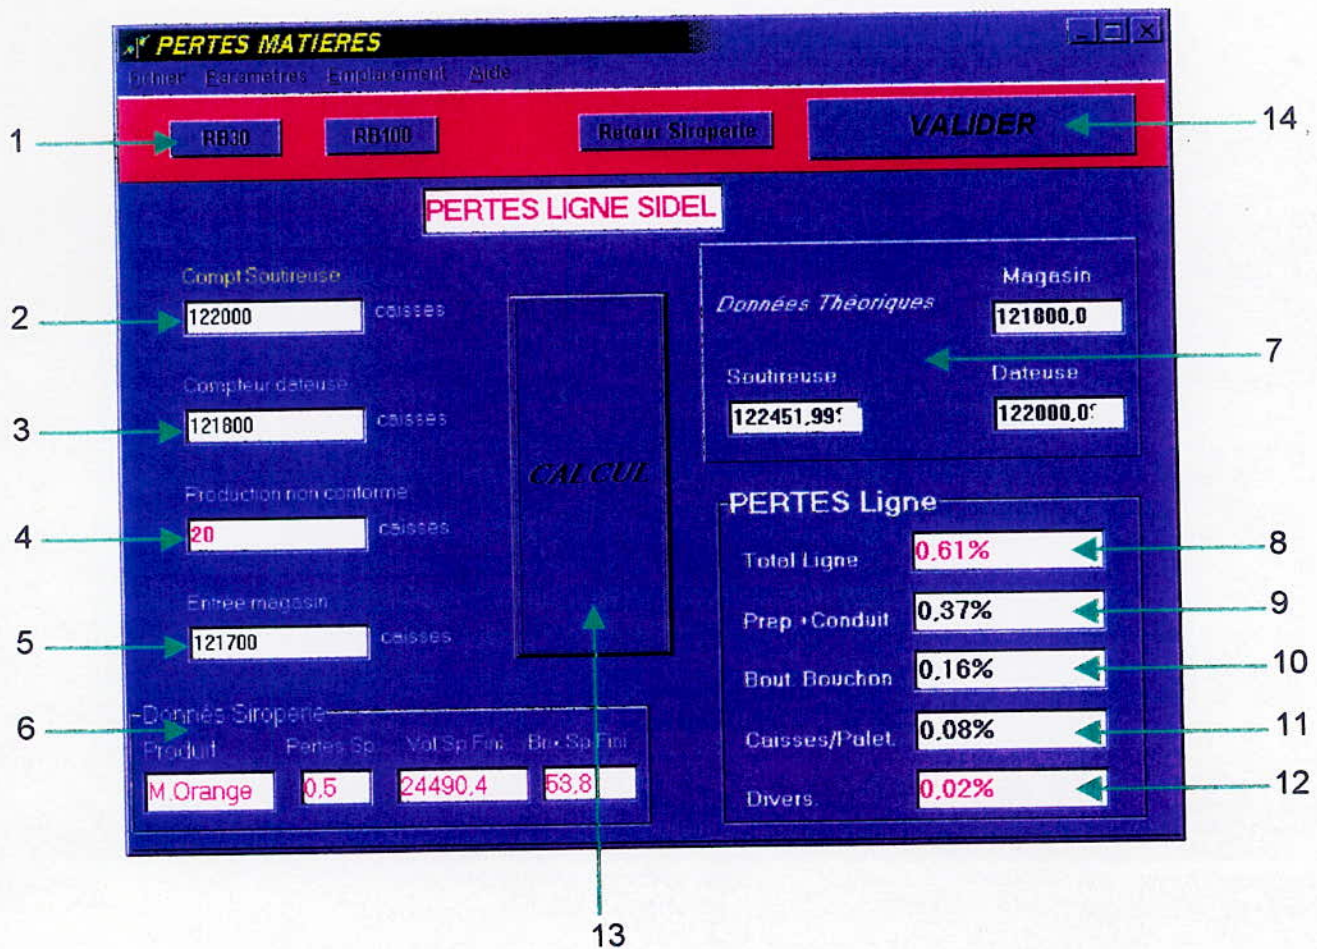 PERTES MATIERES
Fichier Parametres Emplacement Aide
1
RB30
RB100
Retour Siroperie
VALIDER
14
PERTES LIGNE SIDEL
Compt Soutireuse
2
122000
caisses
Compteur dateuse
3
121800
caisses
Production non conforme
4
20
caisses
Entree magasin
5
121700
caisses
CALCUL
13
Données Théoriques
Magasin
121800,0
7
Soutireuse
Dateuse
122451,99
122000,0
PERTES Ligne
Total Ligne
0,61%
8
Prep +Conduit
0,37%
9
Bout. Bouchon
0,16%
10
Caisses/Palet.
0,08%
11
Divers.
0,02%
12
6
Donnés Siroperie
Produit
Pertes Sp
Vol Sp Fini
Brix Sp Fini
M.Orange
0,5
24490,4
53,8